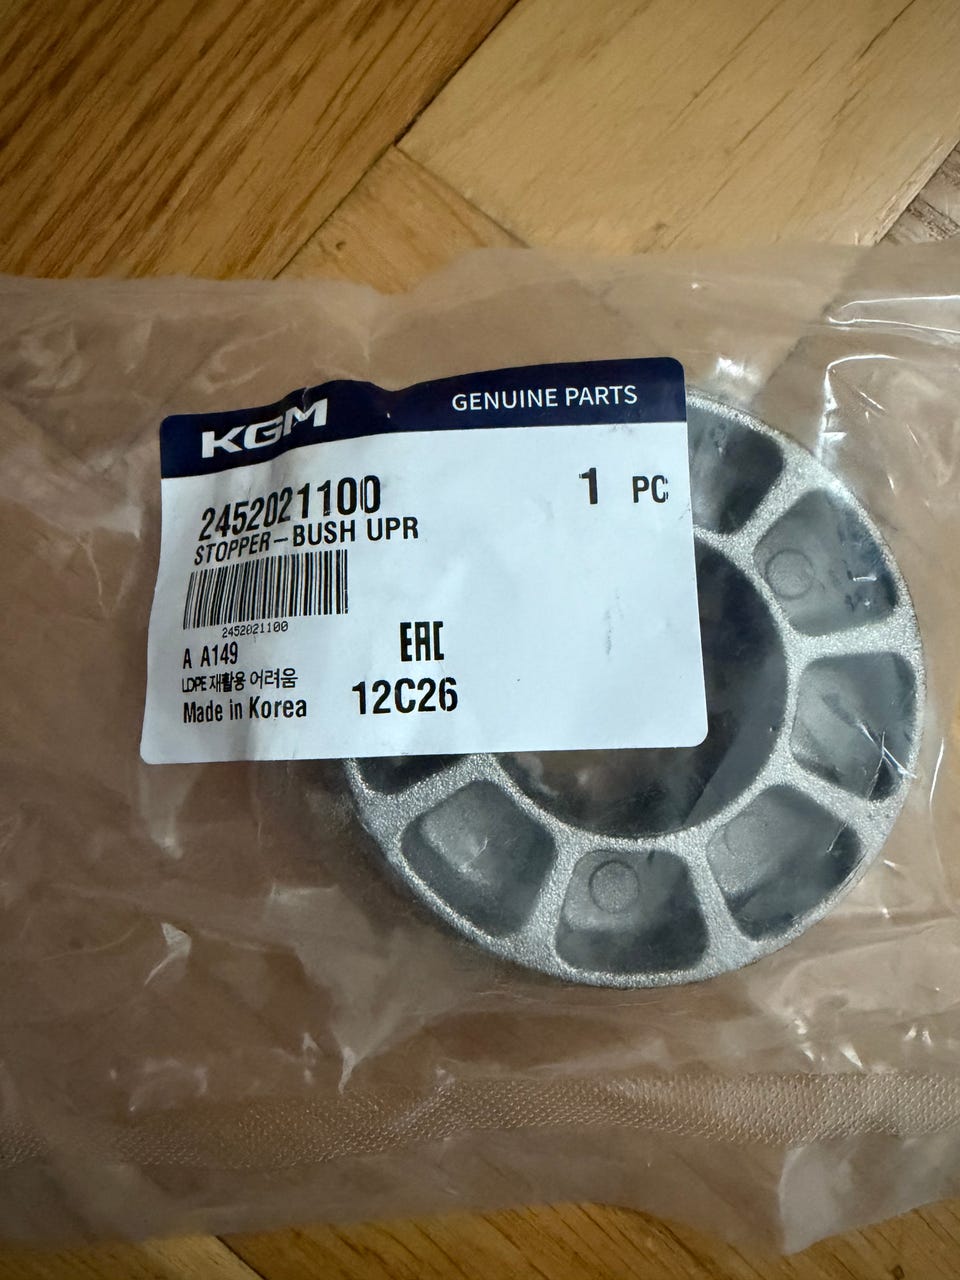 KGM GENUINE PARTS
2452021100 1 PC
STOPPER-BUSH UPR
2452021100
A A149
EAC
LDPE 재활용 어려움
Made in Korea 12C26